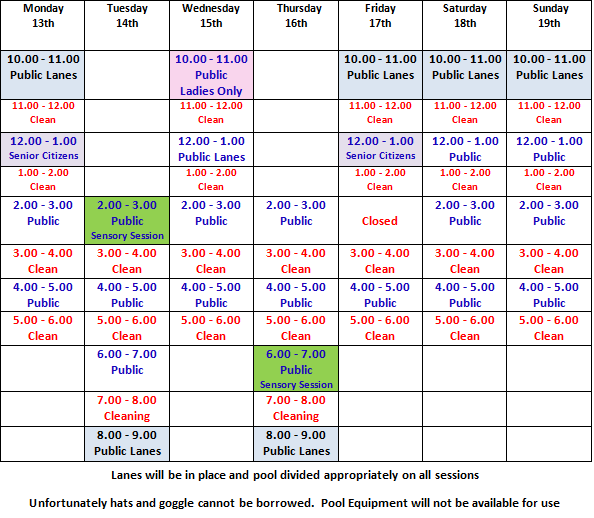 Monday Tuesday Wednesday Thursday Friday Saturday Sunday
13th 14th 15th 16th 17th 18th 19th
10.00 - 11.00 10.00 - 11.00 10.00 - 11.00 10.00 - 11.00 10.00 - 11.00
Public Lanes Public Public Lanes Public Lanes Public Lanes
Ladies Only
11.00 - 12.00 11.00 - 12.00 11.00 - 12.00 11.00 - 12.00 11.00 - 12.00
Clean Clean Clean Clean Clean
12.00 - 1.00 12.00 - 1.00 12.00 - 1.00 12.00 - 1.00 12.00 - 1.00
Senior Citizens Public Lanes Senior Citizens Public Public
1.00 - 2.00 1.00 - 2.00 1.00 - 2.00 1.00 - 2.00 1.00 - 2.00
Clean Clean Clean Clean Clean
2.00 - 3.00 2.00 - 3.00 2.00 - 3.00 2.00 - 3.00 2.00 - 3.00 2.00 - 3.00
Public Public Public Public Closed Public Public
Sensory Session
3.00 - 4.00 3.00 - 4.00 3.00 - 4.00 3.00 - 4.00 3.00 - 4.00 3.00 - 4.00 3.00 - 4.00
Clean Clean Clean Clean Clean Clean Clean
4.00 - 5.00 4.00 - 5.00 4.00 - 5.00 4.00 - 5.00 4.00 - 5.00 4.00 - 5.00 4.00 - 5.00
Public Public Public Public Public Public Public
5.00 - 6.00 5.00 - 6.00 5.00 - 6.00 5.00 - 6.00 5.00 - 6.00 5.00 - 6.00 5.00 - 6.00
Clean Clean Clean Clean Clean Clean Clean
6.00 - 7.00 6.00 - 7.00
Public Public
Sensory Session
7.00 - 8.00 7.00 - 8.00
Cleaning Cleaning
8.00 - 9.00 8.00 - 9.00
Public Lanes Public Lanes
Lanes will be in place and pool divided appropriately on all sessions
Unfortunately hats and goggle cannot be borrowed. Pool Equipment will not be available for use